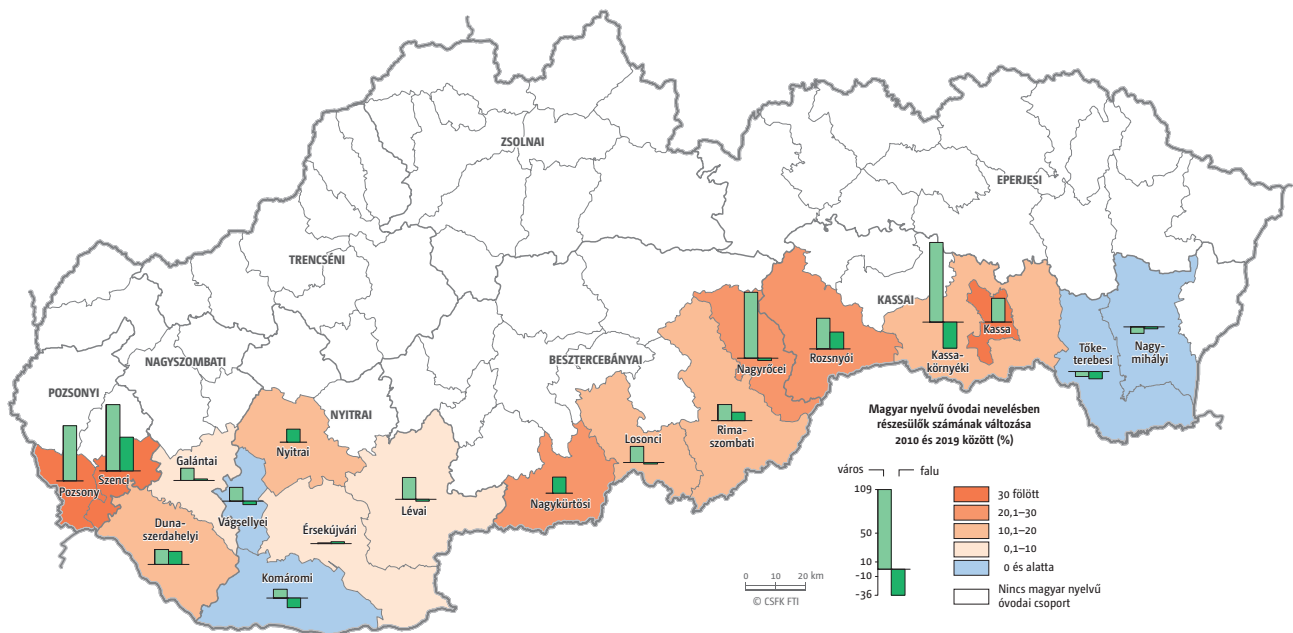 ZSOLNAI
EPERJESI
TRENCSÉNI
KASSAI
NAGYSZOMBATI
BESZTERCEBÁNYAI
POZSONYI
NYITRAI
Kassa
Kassa-
környéki
Tőke-
terebesi
Nagy-
mihályi
Rozsnyói
Nagyrőcei
Rima-
szombati
Losonci
Nagykürtösi
Lévai
Nyitrai
Galántai
Szenci
Pozsony
Vágsellyei
Érsekújvári
Duna-
szerdahelyi
Komáromi
Magyar nyelvű óvodai nevelésben
részesülők számának változása
2010 és 2019 között (%)
város
falu
109
50
10
-10
-36
30 fölött
20,1–30
10,1–20
0,1–10
0 és alatta
Nincs magyar nyelvű
óvodai csoport
0 10 20 km
© CSFK FTI